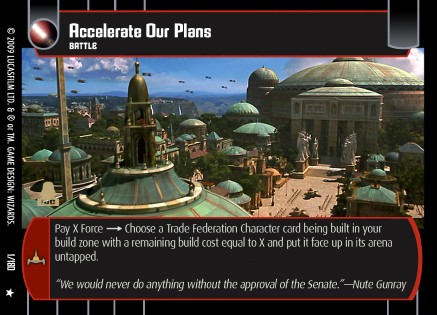 Accelerate Our Plans
BATTLE
© 2009 LUCASFILM LTD. & ® or TM. GAME DESIGN: WIZARDS.
Pay X Force → Choose a Trade Federation Character card being built in your
build zone with a remaining build cost equal to X and put it face up in its arena
untapped.
"We would never do anything without the approval of the Senate."—Nute Gunray
1/180